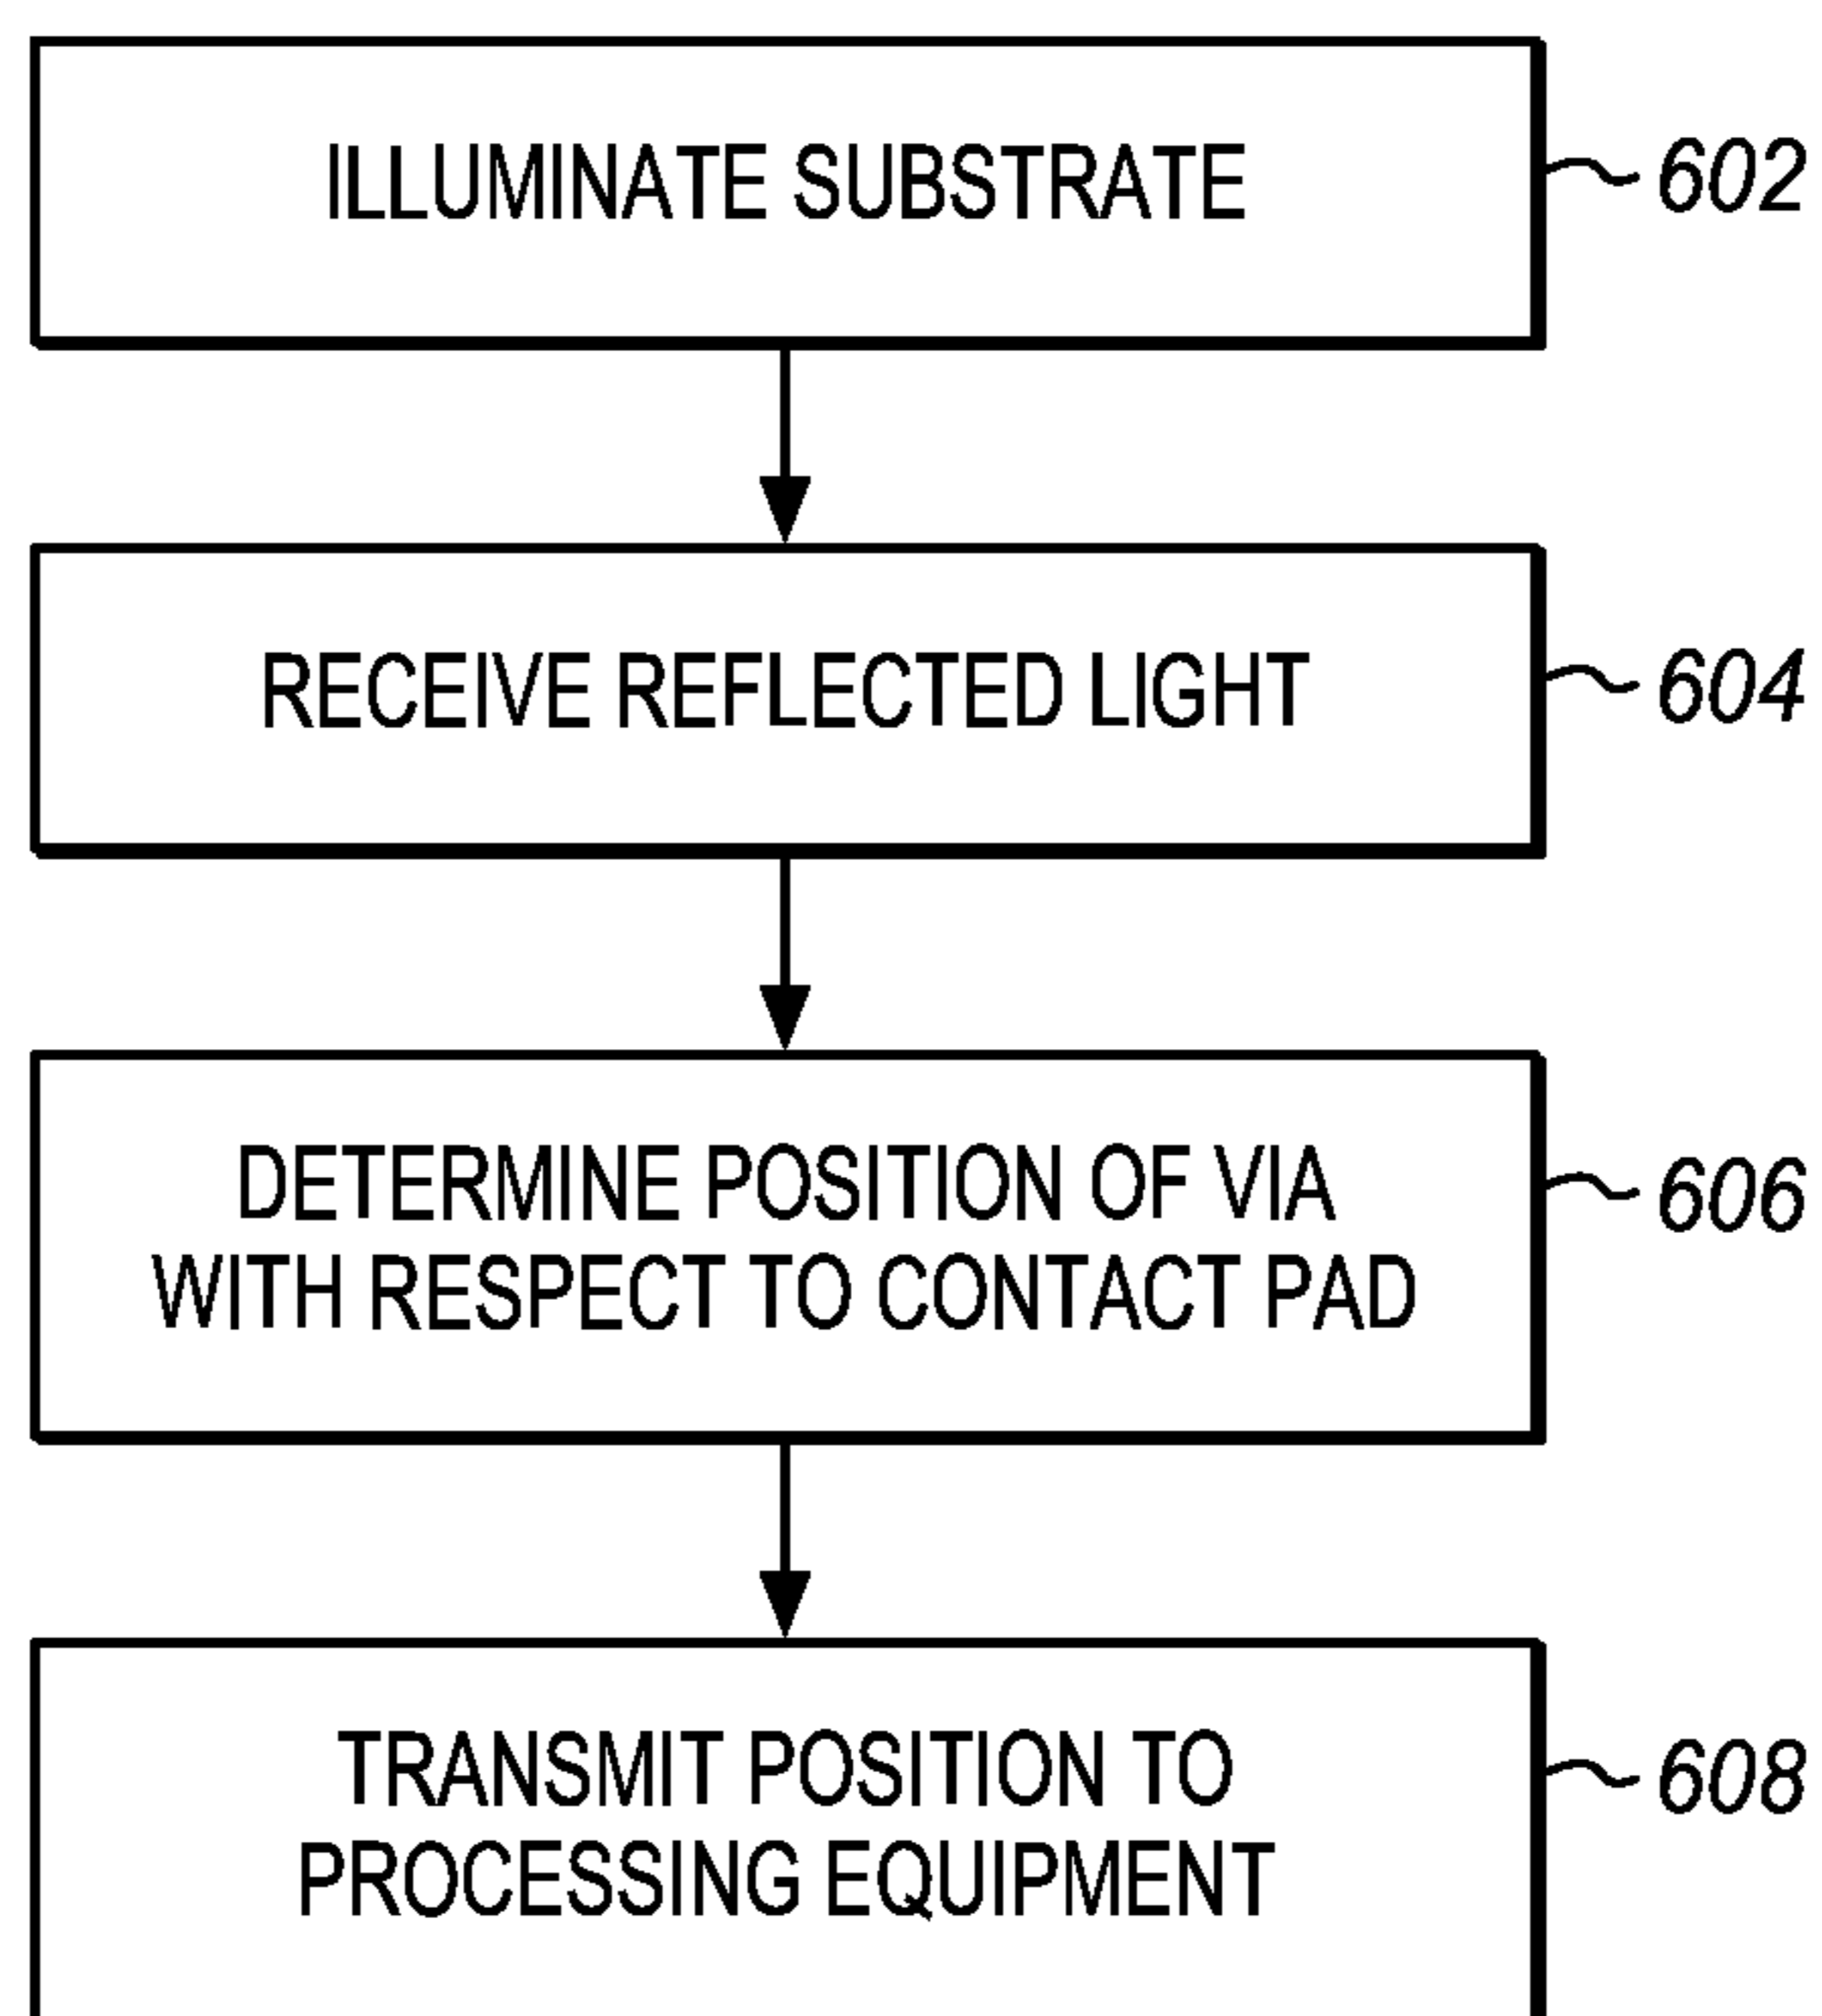 ILLUMINATE SUBSTRATE
602
RECEIVE REFLECTED LIGHT
604
DETERMINE POSITION OF VIA
WITH RESPECT TO CONTACT PAD
606
TRANSMIT POSITION TO
PROCESSING EQUIPMENT
608